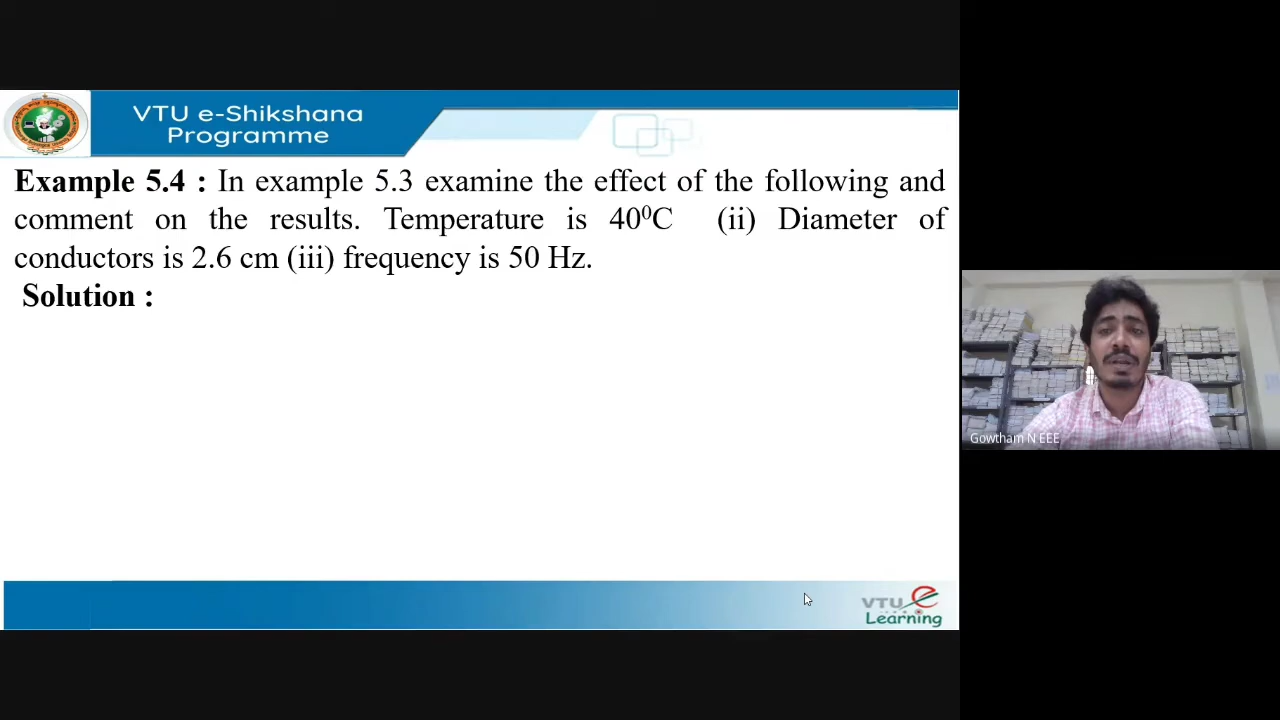 VTU e-Shikshana
Programme
Example 5.4 : In example 5.3 examine the effect of the following and
comment on the results. Temperature is 40⁰C (ii) Diameter of
conductors is 2.6 cm (iii) frequency is 50 Hz.
Solution :
Gowtham N EEE
VTU e
Learning